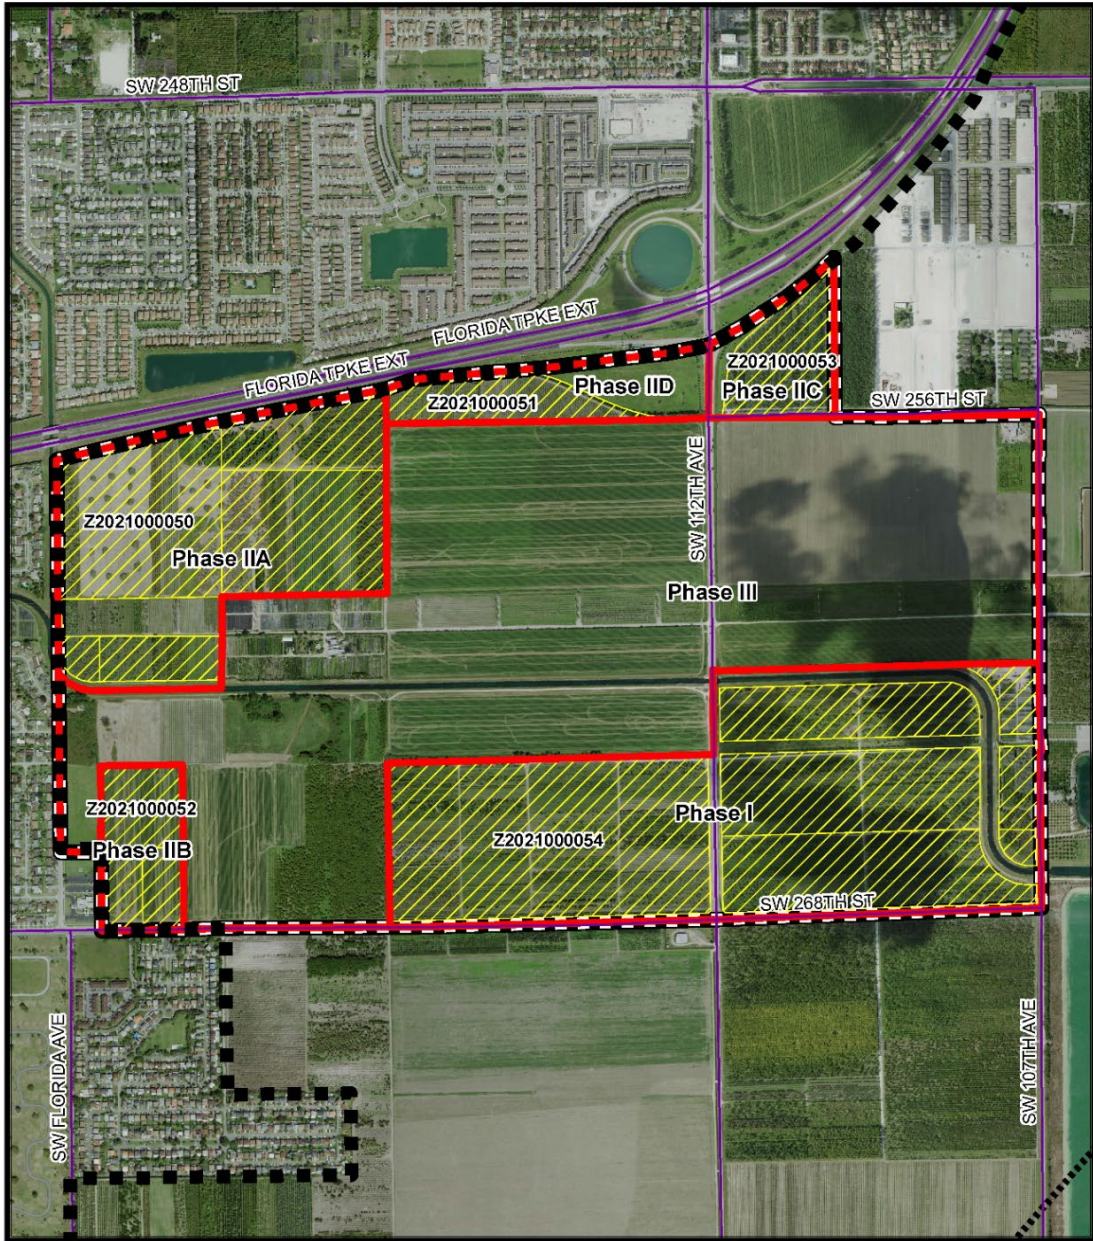 SW 248TH ST
FLORIDA TPKE EXT
FLORIDA TPKE EXT
Z2021000053
Phase IID
Phase IIC
Z2021000051
SW 256TH ST
SW 112TH AVE
Z2021000050
Phase IIA
Phase III
Z2021000052
Phase I
Z2021000054
Phase IIB
SW 268TH ST
SW FLORIDA AVE
SW 107TH AVE